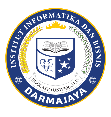 INSTITUT INFORMATIKA DAN BISNIS
DARMAJAYA